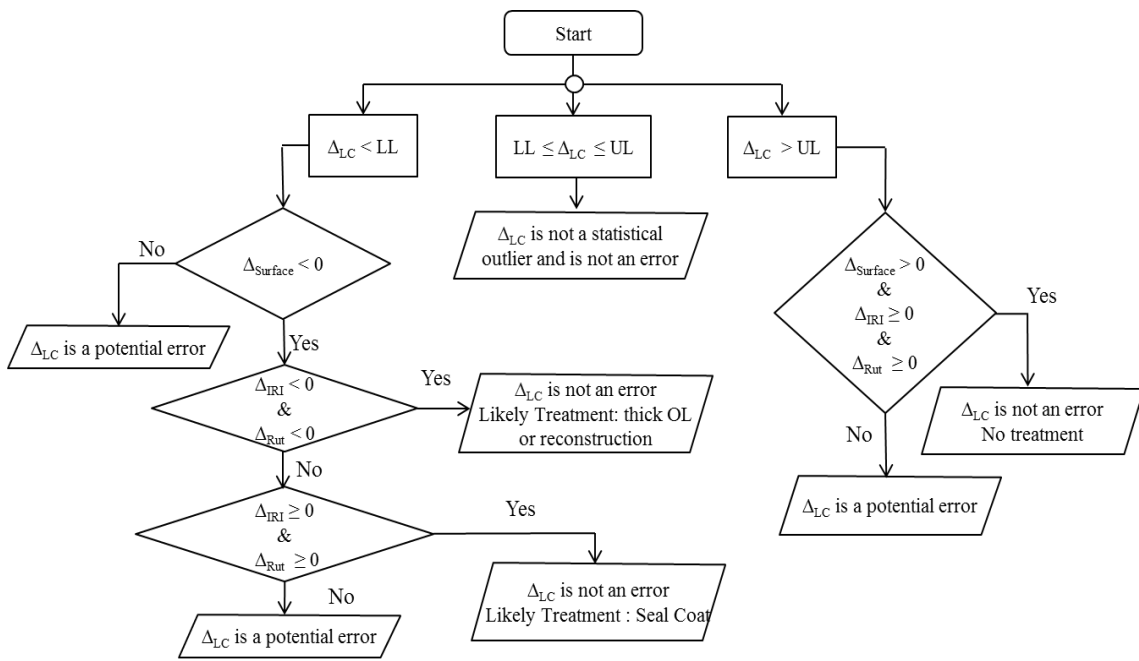 Start
Δ_LC < LL
LL ≤ Δ_LC ≤ UL
Δ_LC > UL
Δ_LC is not a statistical
outlier and is not an error
No
Δ_Surface < 0
Δ_Surface > 0
&
Δ_IRI ≥ 0
&
Δ_Rut ≥ 0
Yes
Δ_LC is a potential error
Yes
Δ_IRI < 0
&
Δ_Rut < 0
Yes
Δ_LC is not an error
Likely Treatment: thick OL
or reconstruction
Δ_LC is not an error
No treatment
No
No
Δ_LC is a potential error
Δ_IRI ≥ 0
&
Δ_Rut ≥ 0
Yes
Δ_LC is not an error
Likely Treatment : Seal Coat
No
Δ_LC is a potential error